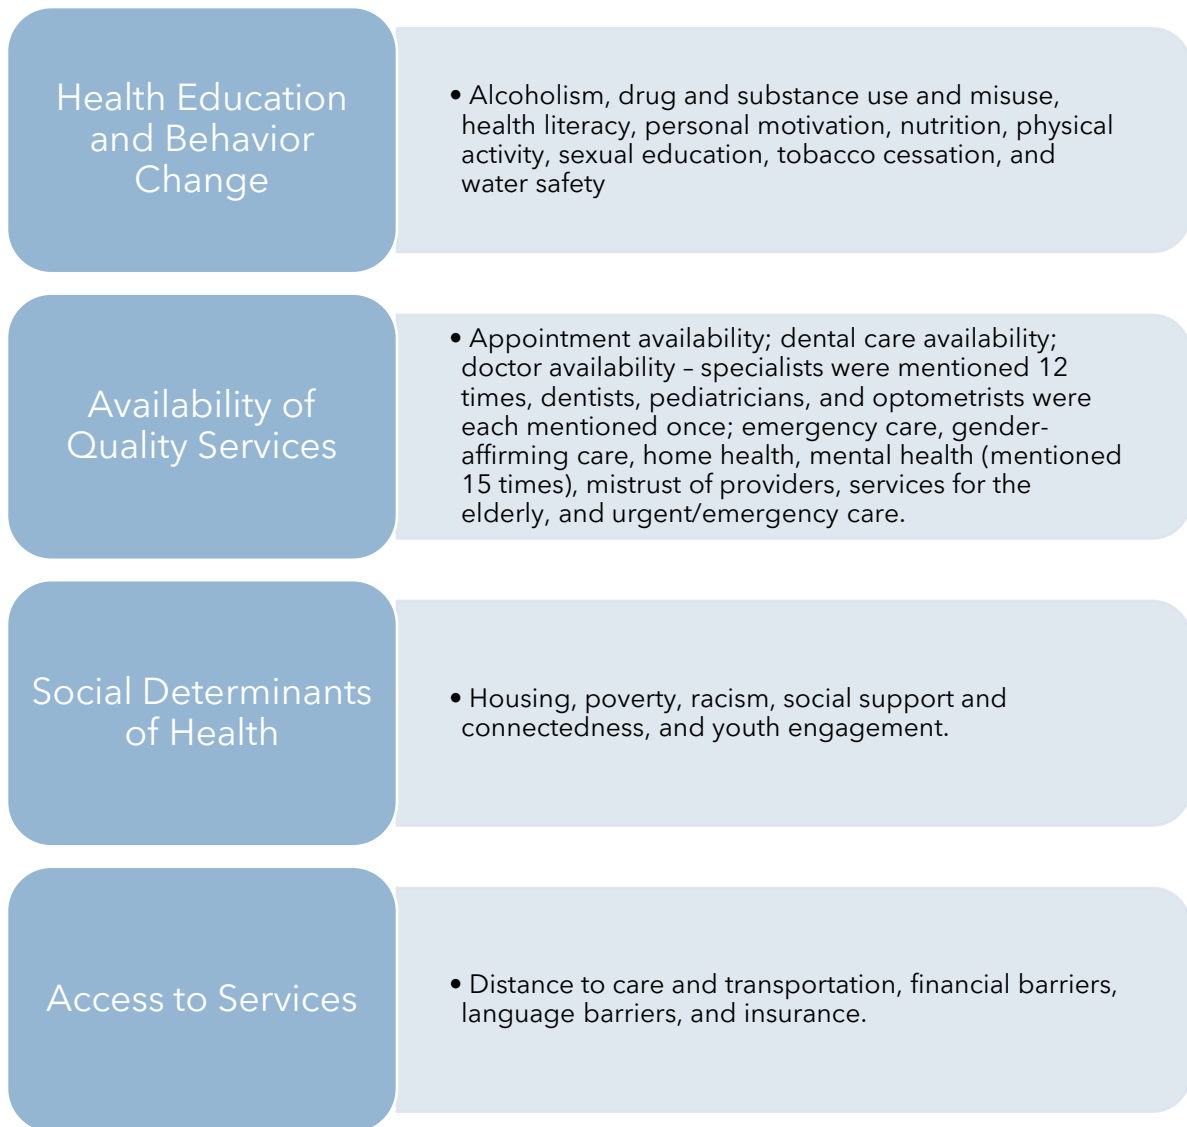 Health Education
and Behavior
Change
• Alcoholism, drug and substance use and misuse,
health literacy, personal motivation, nutrition, physical
activity, sexual education, tobacco cessation, and
water safety
Availability of
Quality Services
• Appointment availability; dental care availability;
doctor availability – specialists were mentioned 12
times, dentists, pediatricians, and optometrists were
each mentioned once; emergency care, gender-
affirming care, home health, mental health (mentioned
15 times), mistrust of providers, services for the
elderly, and urgent/emergency care.
Social Determinants
of Health
• Housing, poverty, racism, social support and
connectedness, and youth engagement.
Access to Services
• Distance to care and transportation, financial barriers,
language barriers, and insurance.